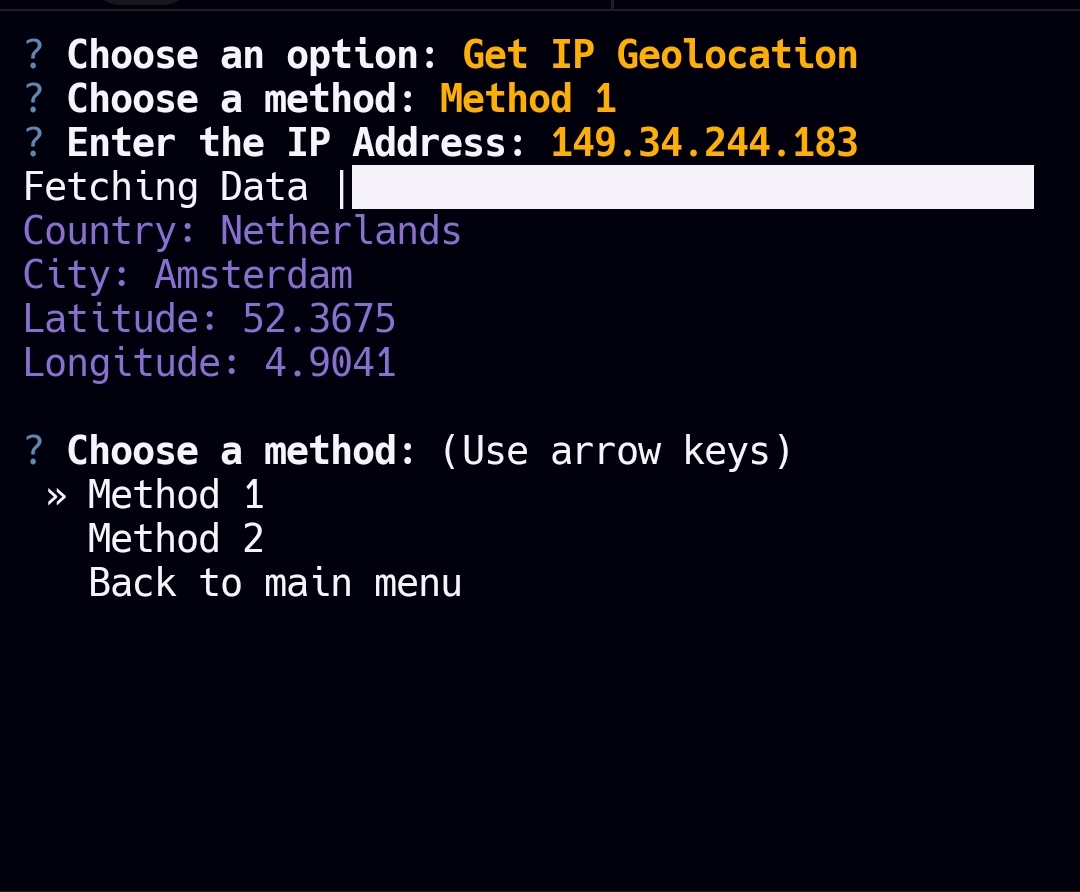 ? Choose an option: Get IP Geolocation
? Choose a method: Method 1
? Enter the IP Address: 149.34.244.183
Fetching Data |
Country: Netherlands
City: Amsterdam
Latitude: 52.3675
Longitude: 4.9041
? Choose a method: (Use arrow keys)
» Method 1
Method 2
Back to main menu